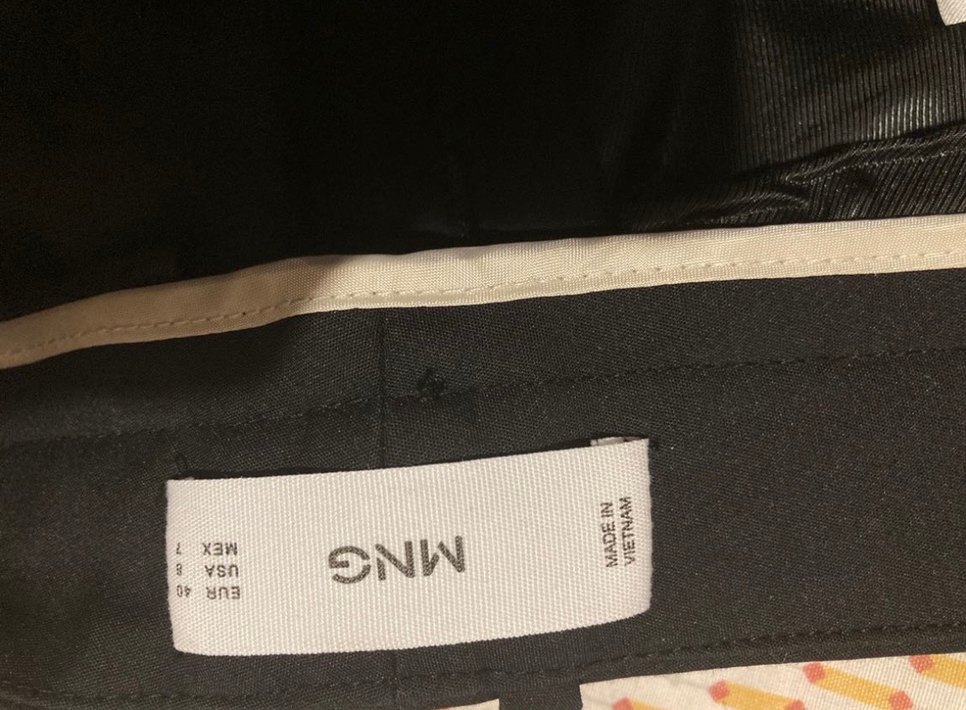 MNG
EUR 40
USA 8
MEX 7
MADE IN
VIETNAM